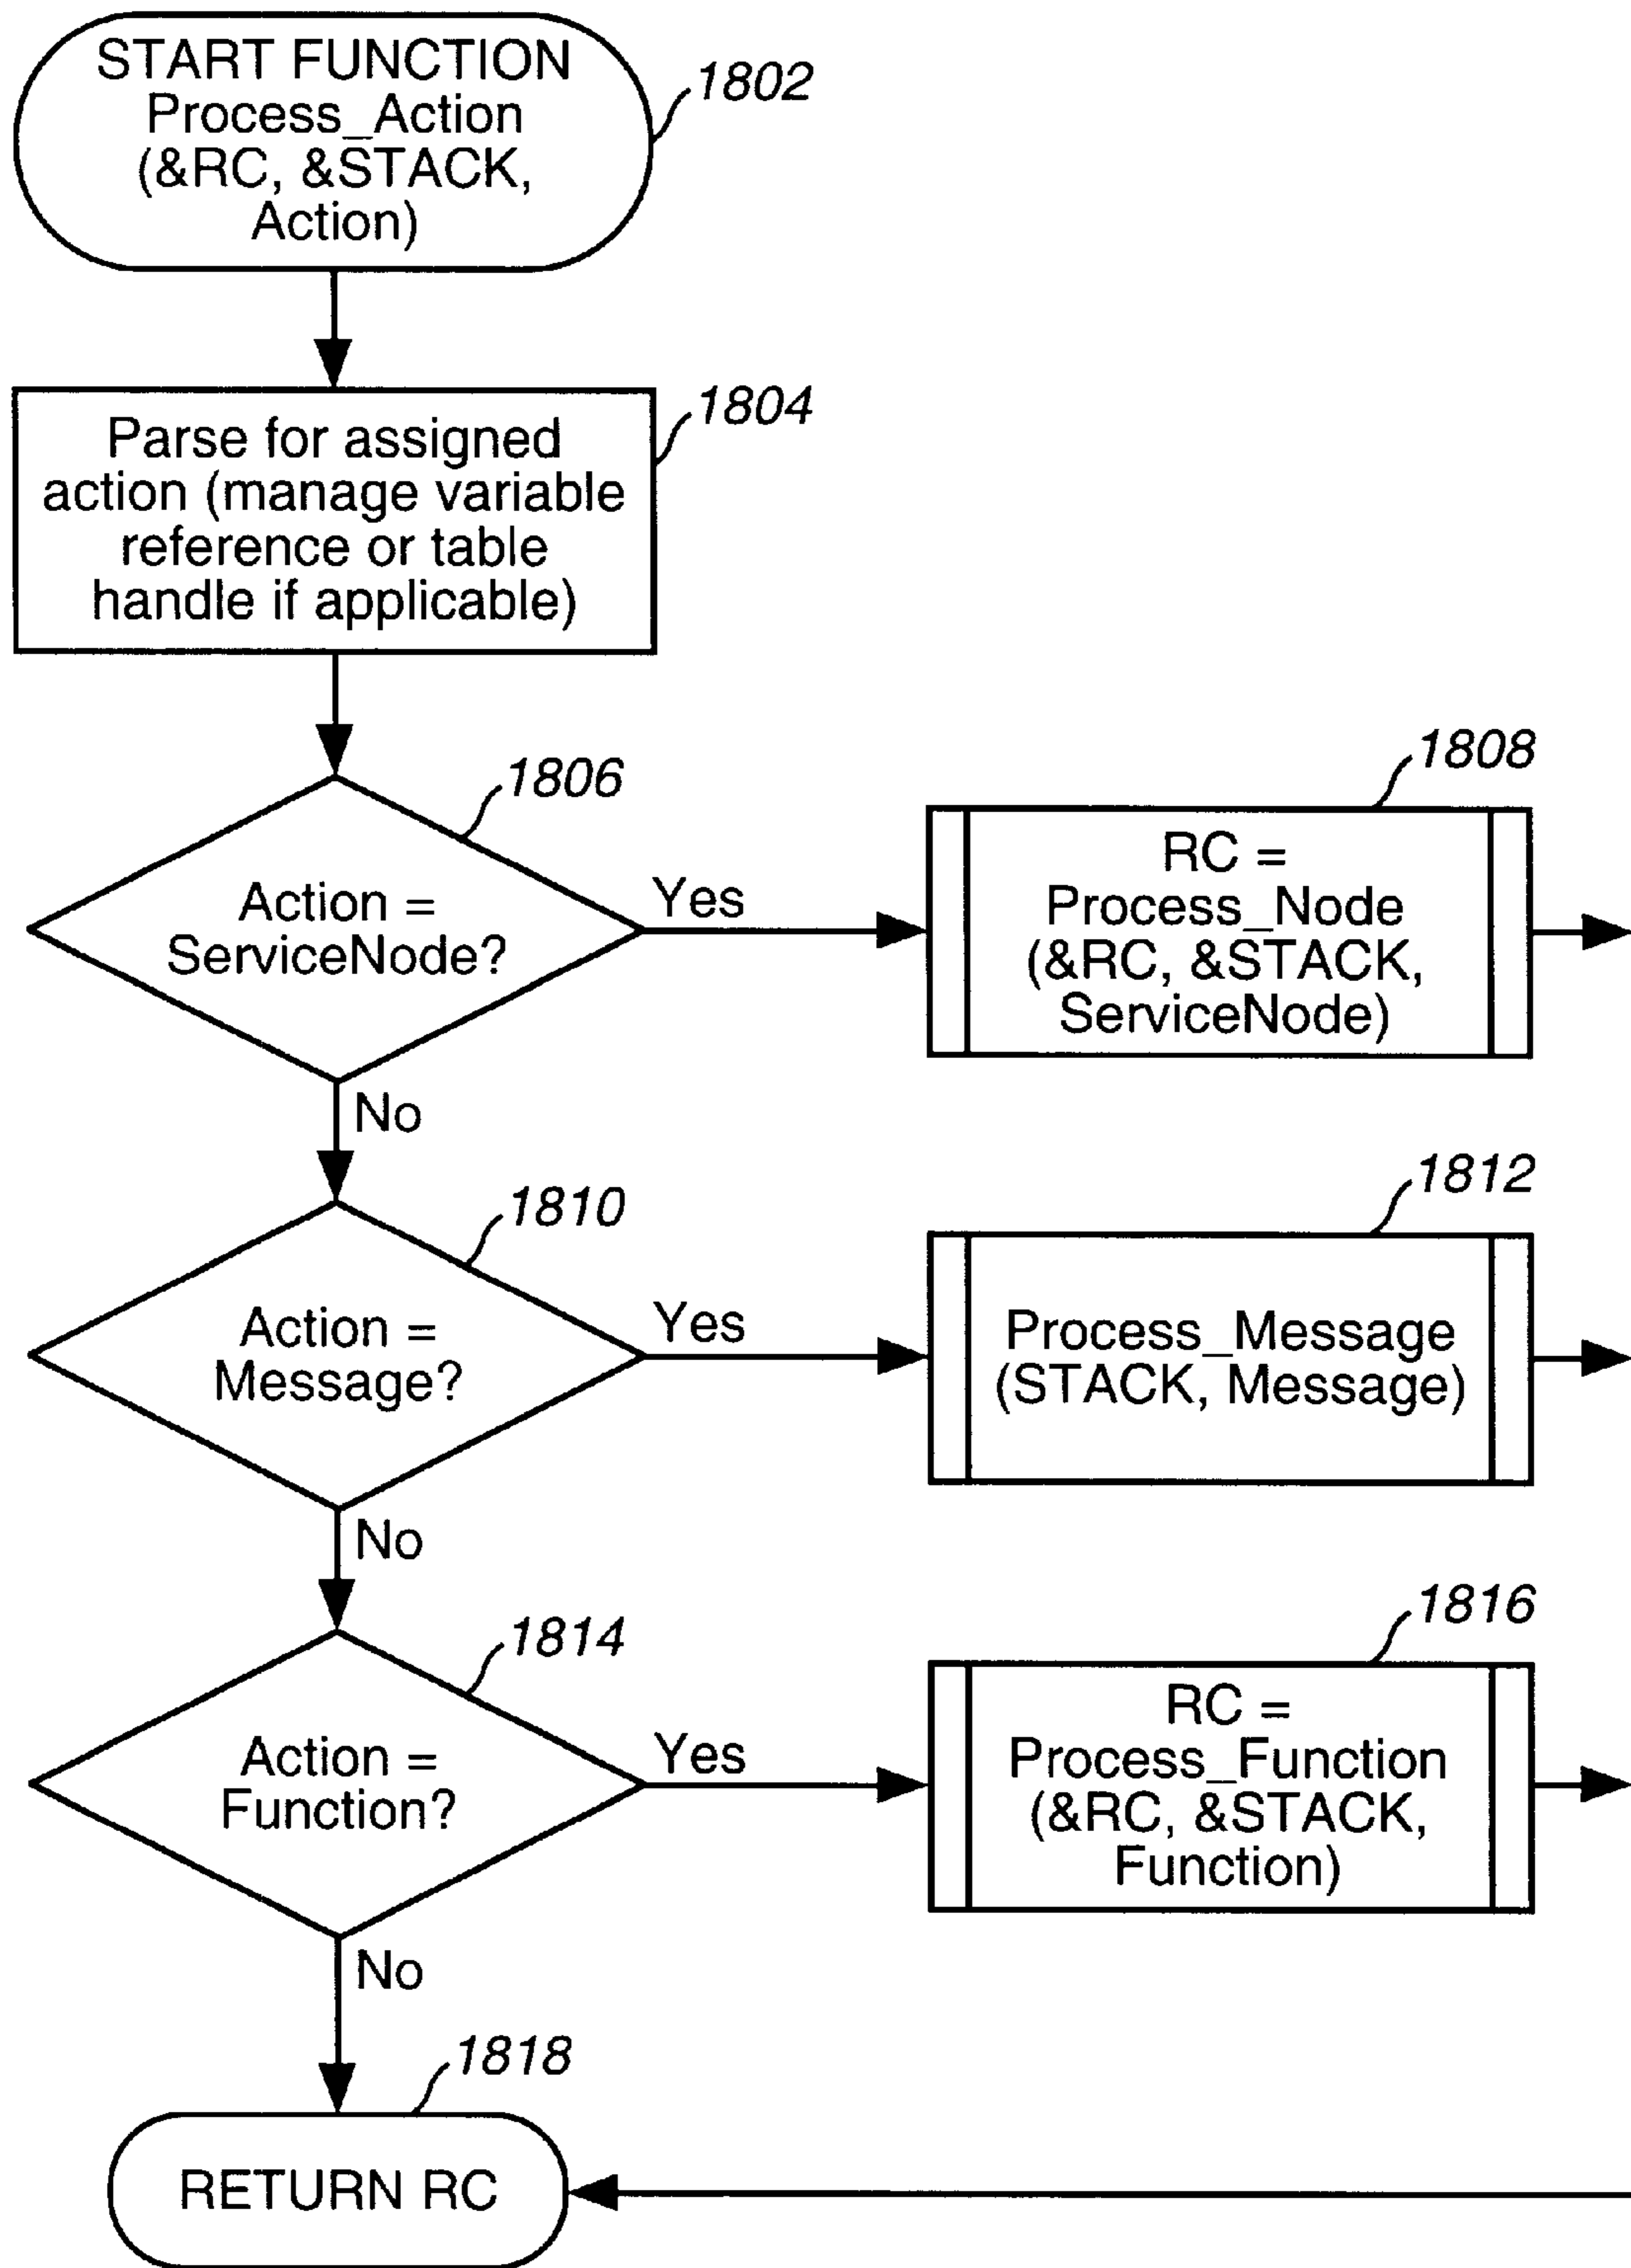 START FUNCTION
Process_Action
(&RC, &STACK,
Action)
1802
Parse for assigned
action (manage variable
reference or table
handle if applicable)
1804
1806
Action =
ServiceNode?
Yes
No
1808
RC =
Process_Node
(&RC, &STACK,
ServiceNode)
1810
Action =
Message?
Yes
No
1812
Process_Message
(STACK, Message)
1814
Action =
Function?
Yes
No
1816
RC =
Process_Function
(&RC, &STACK,
Function)
1818
RETURN RC